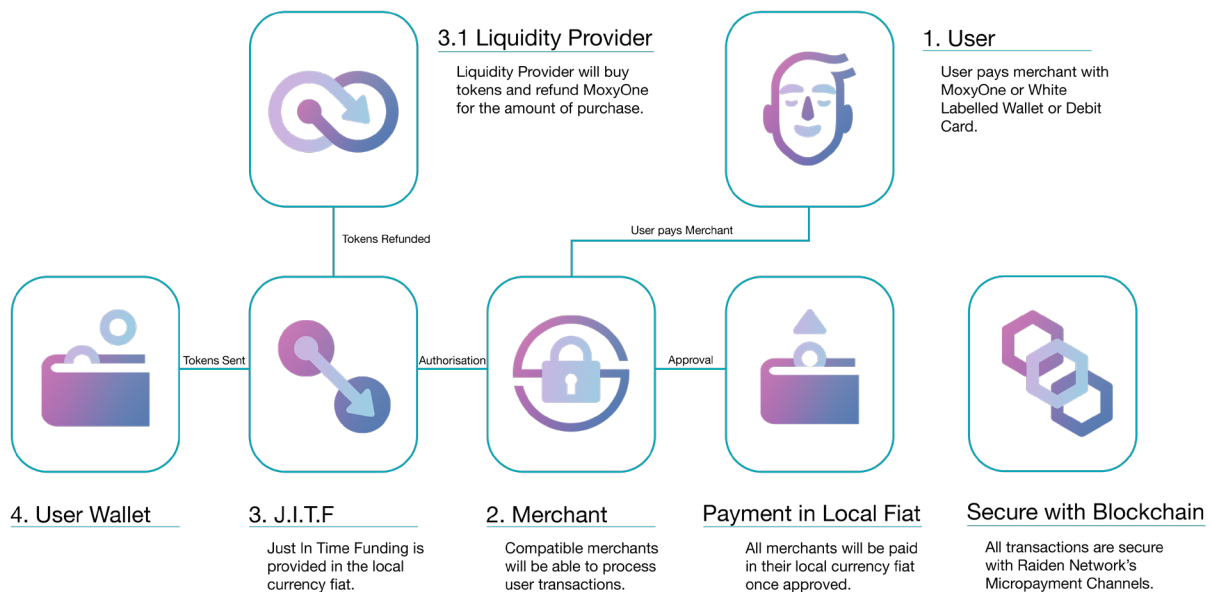 3.1 Liquidity Provider
Liquidity Provider will buy
tokens and refund MoxyOne
for the amount of purchase.
1. User
User pays merchant with
MoxyOne or White
Labelled Wallet or Debit
Card.
Tokens Refunded
User pays Merchant
Tokens Sent
Authorisation
Approval
4. User Wallet
3. J.I.T.F
Just In Time Funding is
provided in the local
currency fiat.
2. Merchant
Compatible merchants
will be able to process
user transactions.
Payment in Local Fiat
All merchants will be paid
in their local currency fiat
once approved.
Secure with Blockchain
All transactions are secure
with Raiden Network's
Micropayment Channels.